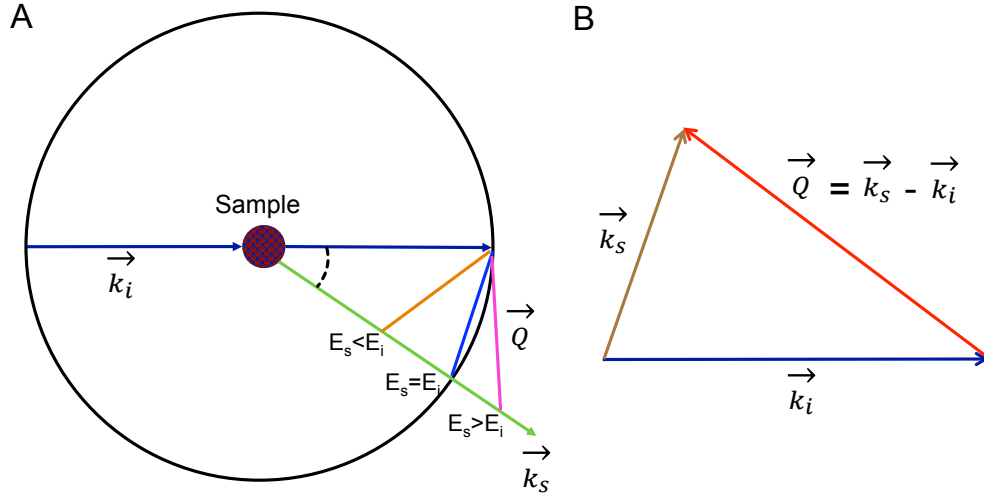 A
Sample
k_i
E_s<E_i
E_s=E_i
E_s>E_i
Q
k_s
B
Q = k_s - k_i
k_s
k_i